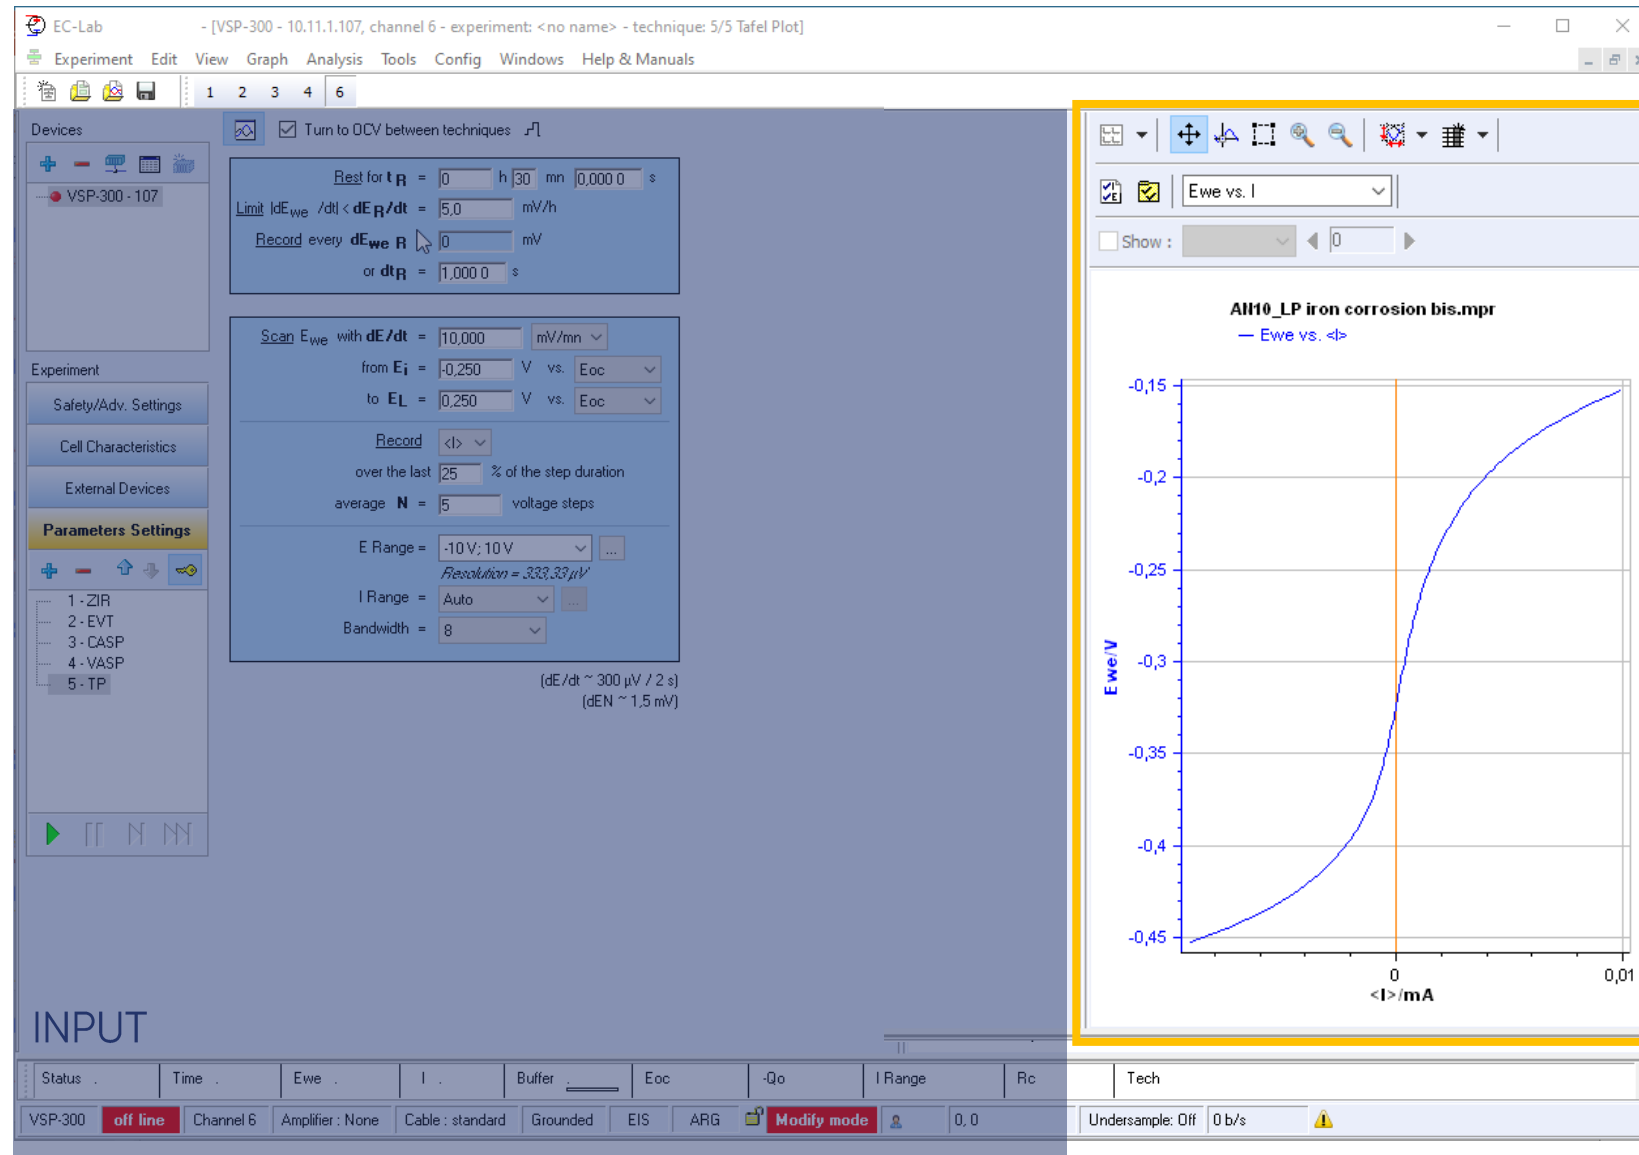 EC-Lab - [VSP-300 - 10.11.1.107, channel 6 - experiment: <no name> - technique: 5/5 Tafel Plot]
Experiment Edit View Graph Analysis Tools Config Windows Help & Manuals
1 2 3 4 6
Devices
VSP-300 - 107
Experiment
Safety/Adv. Settings
Cell Characteristics
External Devices
Parameters Settings
1 - ZIR
2 - EVT
3 - CASP
4 - VASP
5 - TP
Turn to OCV between techniques
Rest for tR = 0 h 30 mn 0,000 0 s
Limit |dEwe /dt| < dER/dt = 5,0 mV/h
Record every dEwe R = 0 mV
or dtR = 1,000 0 s
Scan Ewe with dE/dt = 10,000 mV/mn
from Ei = -0,250 V vs. Eoc
to EL = 0,250 V vs. Eoc
Record <I>
over the last 25 % of the step duration
average N = 5 voltage steps
E Range = -10 V; 10 V ...
Resolution = 333,33 µV
I Range = Auto ...
Bandwidth = 8
(dE/dt ~ 300 µV / 2 s)
(dEN ~ 1,5 mV)
INPUT
Ewe vs. I
Show : 0
AN10_LP iron corrosion bis.mpr
Ewe vs. <I>
-0,15
-0,2
-0,25
-0,3
-0,35
-0,4
-0,45
Ewe/V
0 0,01
<I>/mA
Status . Time . Ewe . I . Buffer . Eoc -Qo I Range Rc Tech
VSP-300 off line Channel 6 Amplifier : None Cable : standard Grounded EIS ARG Modify mode 0, 0 Undersample: Off 0 b/s